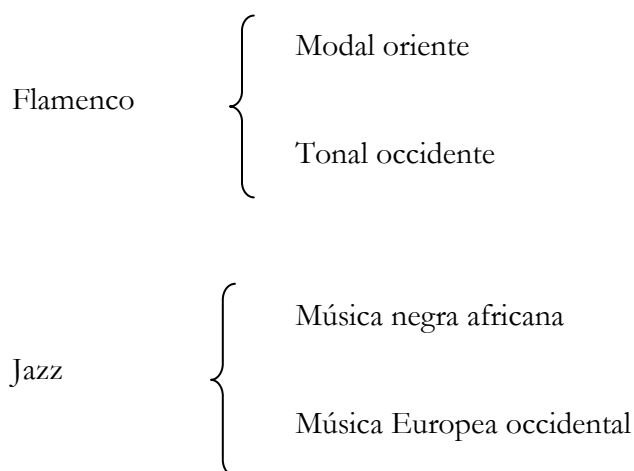 Modal oriente
Flamenco
Tonal occidente
Música negra africana
Jazz
Música Europea occidental